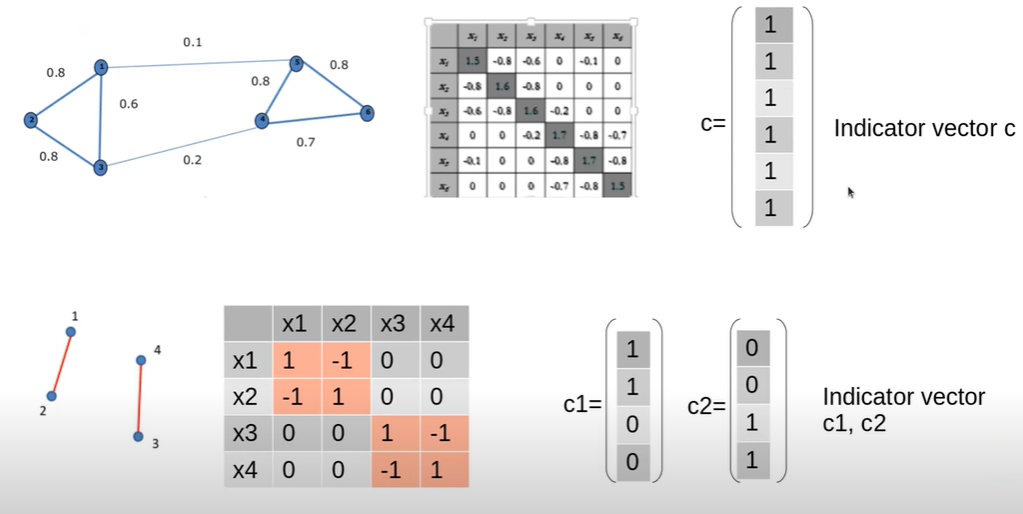 0.1
0.8
0.8
0.8
0.6
0.8
0.7
0.2
1
2
3
4
5
6
x₁ x₂ x₃ x₄ x₅ x₆
x₁ 1.5 -0.8 -0.6 0 -0.1 0
x₂ -0.8 1.6 -0.8 0 0 0
x₃ -0.6 -0.8 1.6 -0.2 0 0
x₄ 0 0 -0.2 1.7 -0.8 -0.7
x₅ -0.1 0 0 -0.8 1.7 -0.8
x₆ 0 0 0 -0.7 -0.8 1.5
c=
1
1
1
1
1
1
Indicator vector c
1
2
4
3
x1 x2 x3 x4
x1 1 -1 0 0
x2 -1 1 0 0
x3 0 0 1 -1
x4 0 0 -1 1
c1=
1
1
0
0
c2=
0
0
1
1
Indicator vector
c1, c2